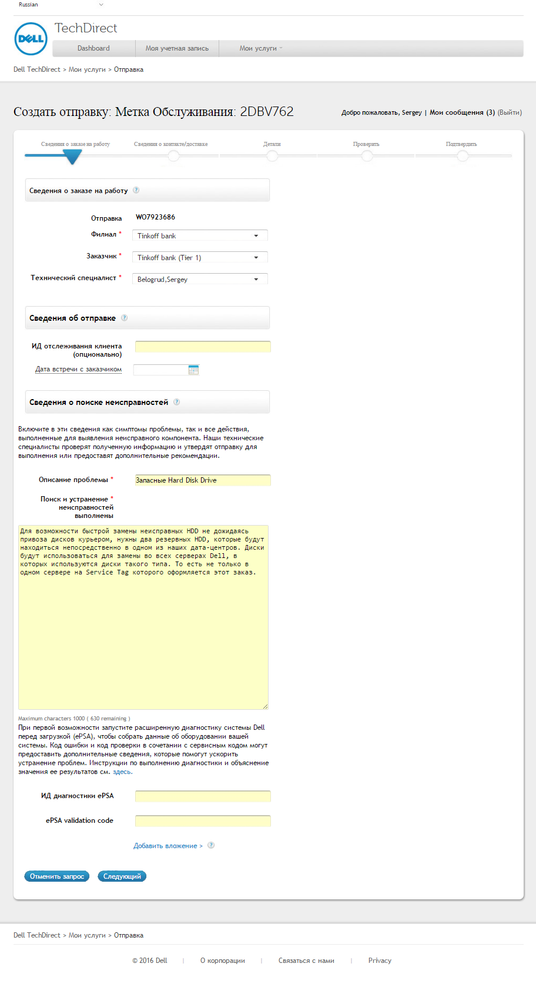 Russian
DELL
TechDirect
Dashboard
Моя учетная запись
Мои услуги
Dell TechDirect > Мои услуги > Отправка
Создать отправку: Метка Обслуживания: 2DBV762
Добро пожаловать, Sergey | Мои сообщения (3) (Выйти)
Сведения о заказе на работу
Сведения о контакте/доставке
Детали
Проверить
Подтвердить
Сведения о заказе на работу ?
Отправка WO7923686
Филиал * Tinkoff bank
Заказчик * Tinkoff bank (Tier 1)
Технический специалист * Belogrud,Sergey
Сведения об отправке ?
ИД отслеживания клиента
(опционально)
Дата встречи с заказчиком
Сведения о поиске неисправностей ?
Включите в эти сведения как симптомы проблемы, так и все действия,
выполненные для выявления неисправного компонента. Наши технические
специалисты проверят полученную информацию и утвердят отправку для
выполнения или предоставят дополнительные рекомендации.
Описание проблемы * Запасные Hard Disk Drive
Поиск и устранение *
неисправностей
выполнены
Для возможности быстрой замены неисправных HDD не дожидаясь
привоза дисков курьером, нужны два резервных HDD, которые будут
находиться непосредственно в одном из наших дата-центров. Диски
будут использоваться для замены во всех серверах Dell, в
которых используются диски такого типа. То есть не только в
одном сервере на Service Tag которого оформляется этот заказ.
Maximum characters 1000 ( 630 remaining )
При первой возможности запустите расширенную диагностику системы Dell
перед загрузкой (ePSA), чтобы собрать данные об оборудовании вашей
системы. Код ошибки и код проверки в сочетании с сервисным кодом могут
предоставить дополнительные сведения, которые помогут ускорить
устранение проблем. Инструкции по выполнению диагностики и объяснение
значения ее результатов см. здесь.
ИД диагностики ePSA
ePSA validation code
Добавить вложение > ?
Отменить запрос
Следующий
Dell TechDirect > Мои услуги > Отправка
© 2016 Dell | О корпорации | Связаться с нами | Privacy